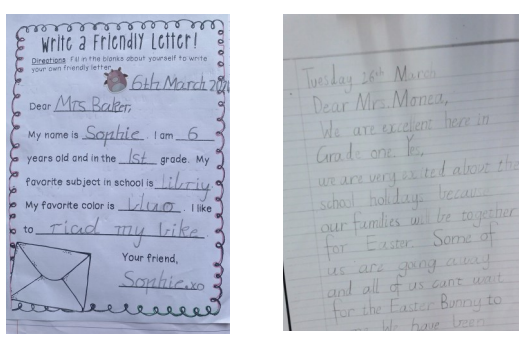 Write a Friendly Letter!
Directions: Fill in the blanks about yourself to write
your own friendly letter.
6th March
Dear Mrs Baker,
My name is Sophie. I am 6
years old and in the 1st grade. My
favorite subject in school is
My favorite color is . I like
to riad my bike.
Your friend,
Sophie.xo
Tuesday 16th March
Dear Mrs. Monea,
We are excellent here in
Grade one. Yes,
we are very excited about the
school holidays because
our families will be together
for Easter. Some of
us are going away
and all of us cant wait
for the Easter Bunny to
We have been